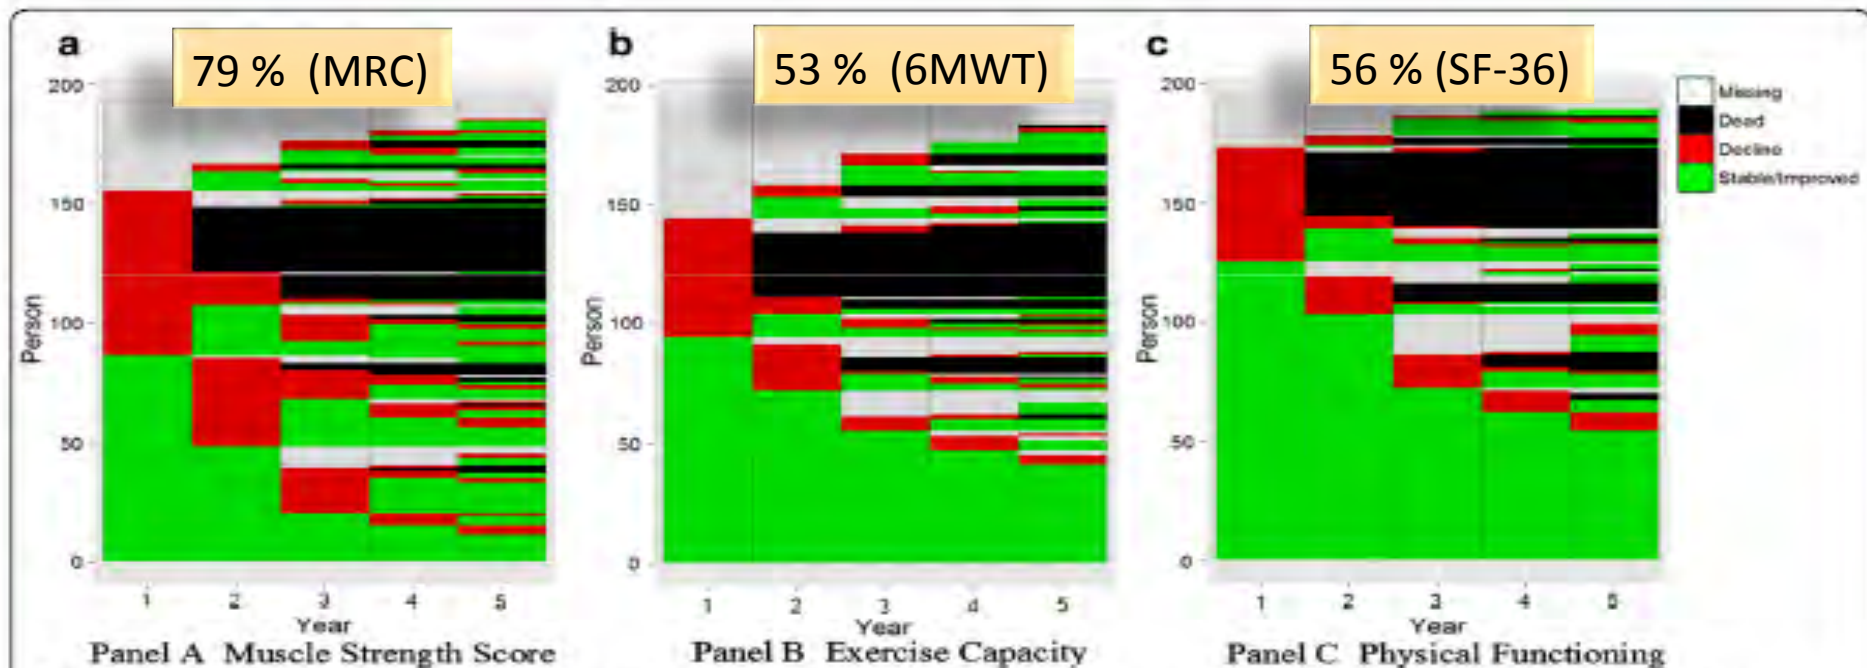 a
79 % (MRC)
200
150
100
50
0
Person
1 2 3 4 5
Year
Panel A Muscle Strength Score
b
53 % (6MWT)
200
150
100
50
0
Person
1 2 3 4 5
Year
Panel B Exercise Capacity
c
56 % (SF-36)
200
150
100
50
0
Person
1 2 3 4 5
Year
Panel C Physical Functioning
Missing
Dead
Decline
Stable/Improved